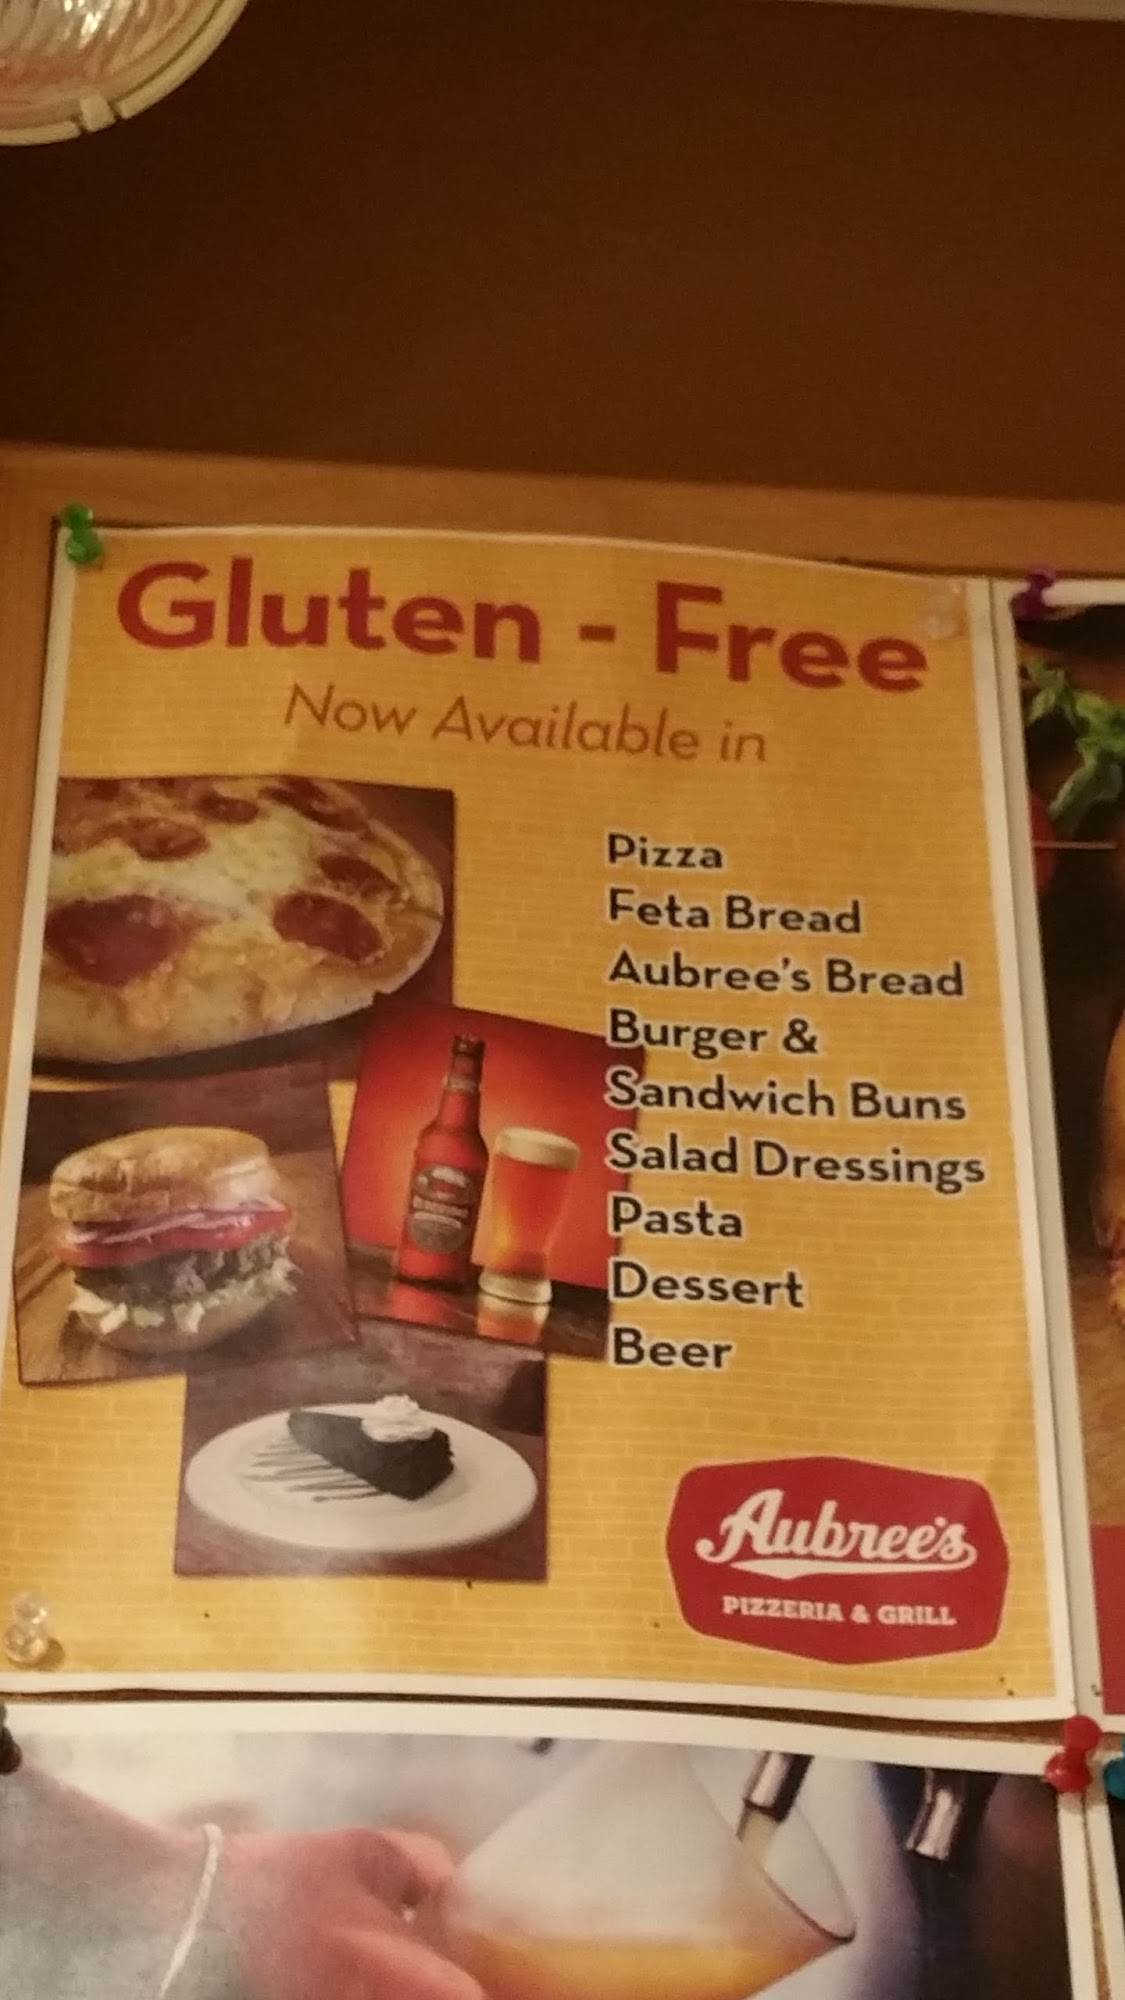 Gluten - Free
Now Available in
Pizza
Feta Bread
Aubree's Bread
Burger &
Sandwich Buns
Salad Dressings
Pasta
Dessert
Beer
Aubree's
PIZZERIA & GRILL